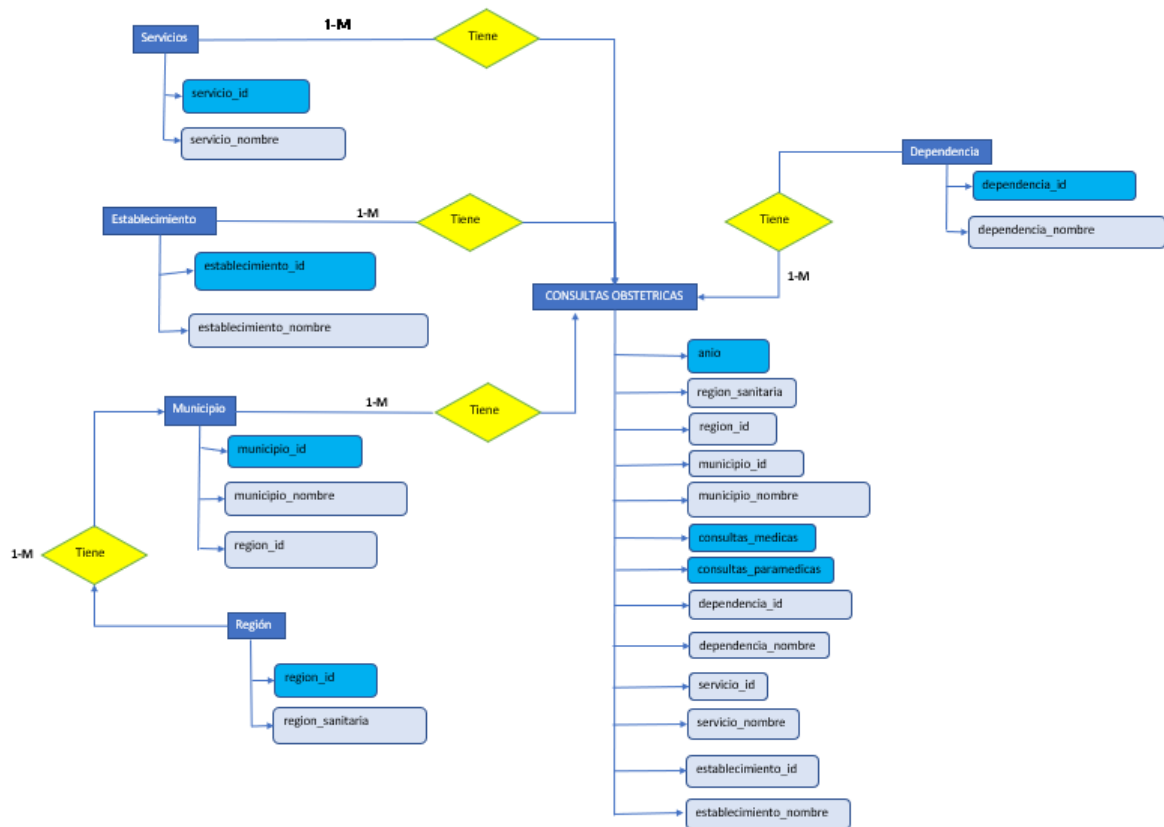 1-M
Servicios
Tiene
servicio_id
servicio_nombre
Dependencia
dependencia_id
dependencia_nombre
Tiene
1-M
Establecimiento
1-M
Tiene
establecimiento_id
establecimiento_nombre
CONSULTAS OBSTETRICAS
Municipio
1-M
Tiene
municipio_id
municipio_nombre
region_id
1-M
Tiene
Región
region_id
region_sanitaria
anio
region_sanitaria
region_id
municipio_id
municipio_nombre
consultas_medicas
consultas_paramedicas
dependencia_id
dependencia_nombre
servicio_id
servicio_nombre
establecimiento_id
establecimiento_nombre